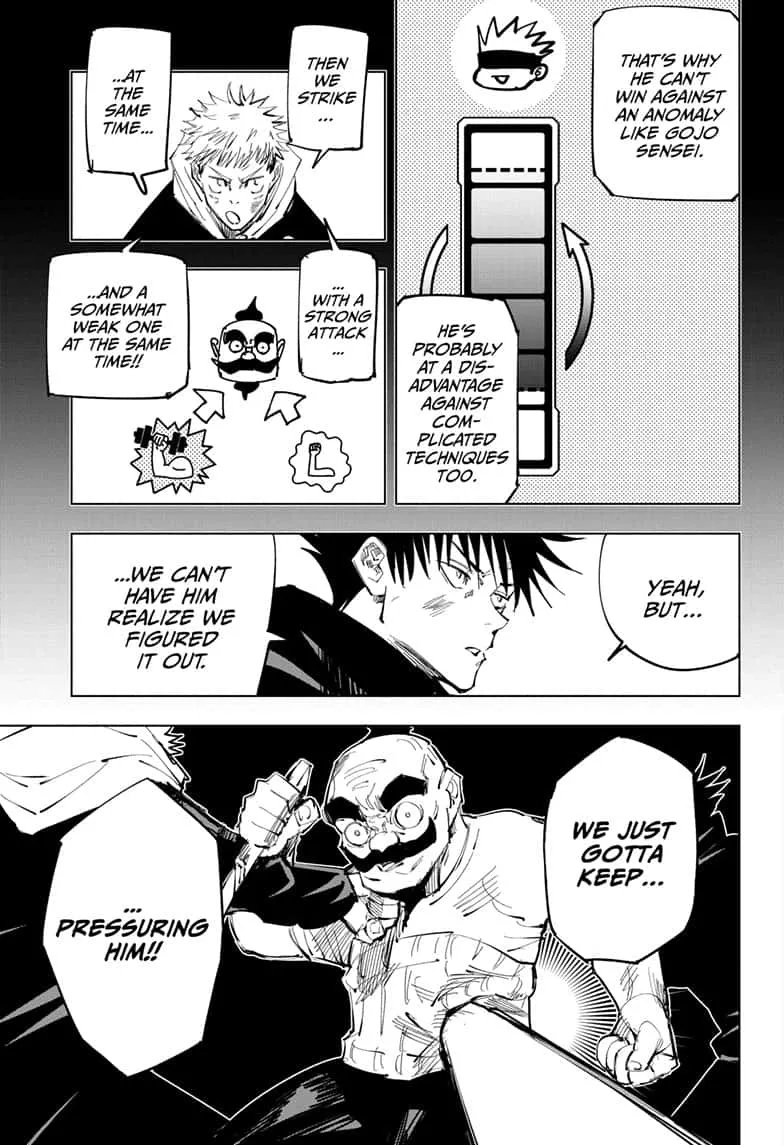 THAT'S WHY
HE CAN'T
WIN AGAINST
AN ANOMALY
LIKE GOJO
SENSEI.
HE'S
PROBABLY
AT A DIS-
ADVANTAGE
AGAINST
COM-
PLICATED
TECHNIQUES
TOO.
THEN
WE
STRIKE
...
...AT
THE
SAME
TIME...
...
WITH A
STRONG
ATTACK
...
...AND A
SOMEWHAT
WEAK ONE
AT THE SAME
TIME!!
YEAH,
BUT...
...WE CAN'T
HAVE HIM
REALIZE WE
FIGURED
IT OUT.
WE JUST
GOTTA
KEEP...
...
PRESSURING
HIM!!